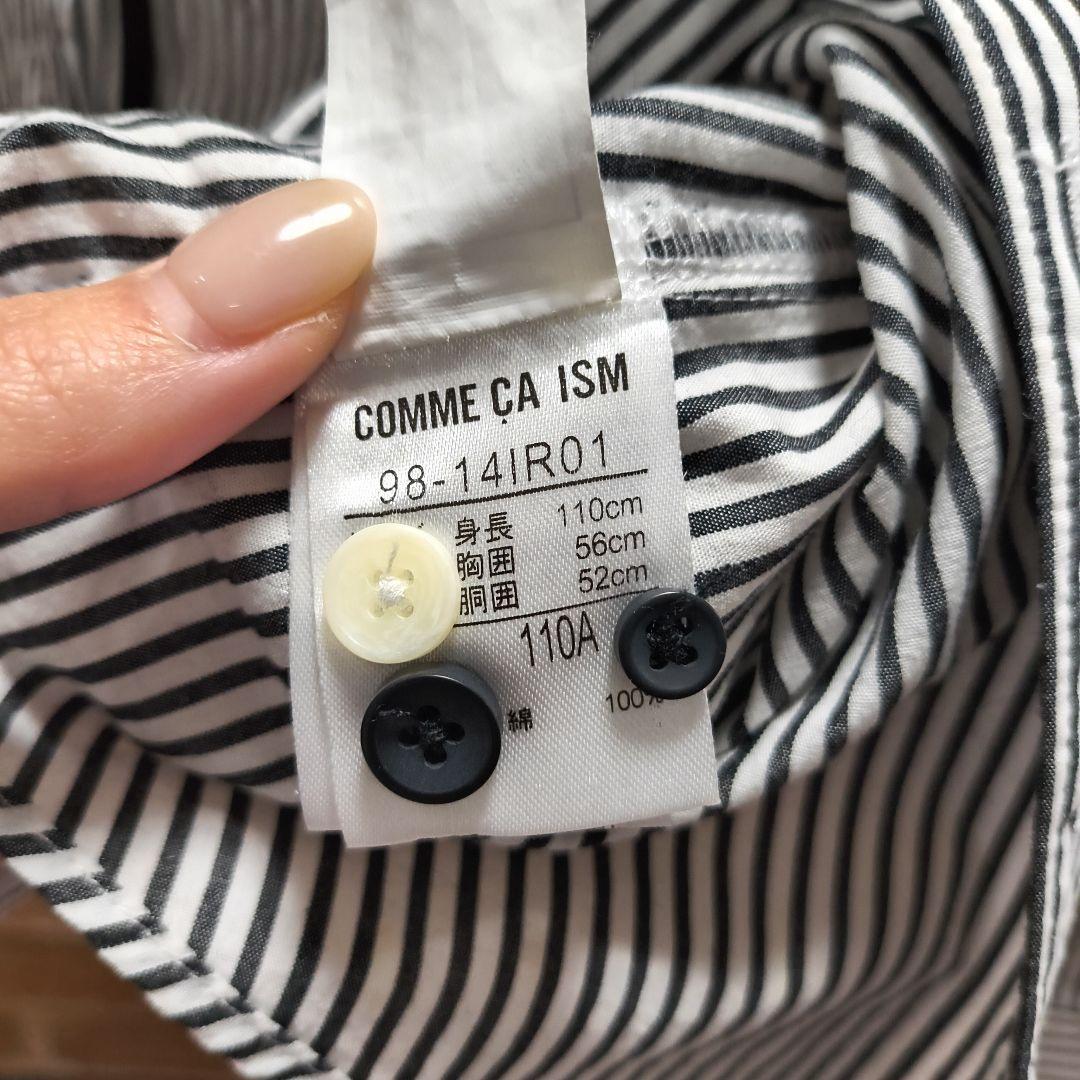 COMME ÇA ISM
98-14IR01
身長 110cm
胸囲 56cm
胴囲 52cm
110A
綿 100%